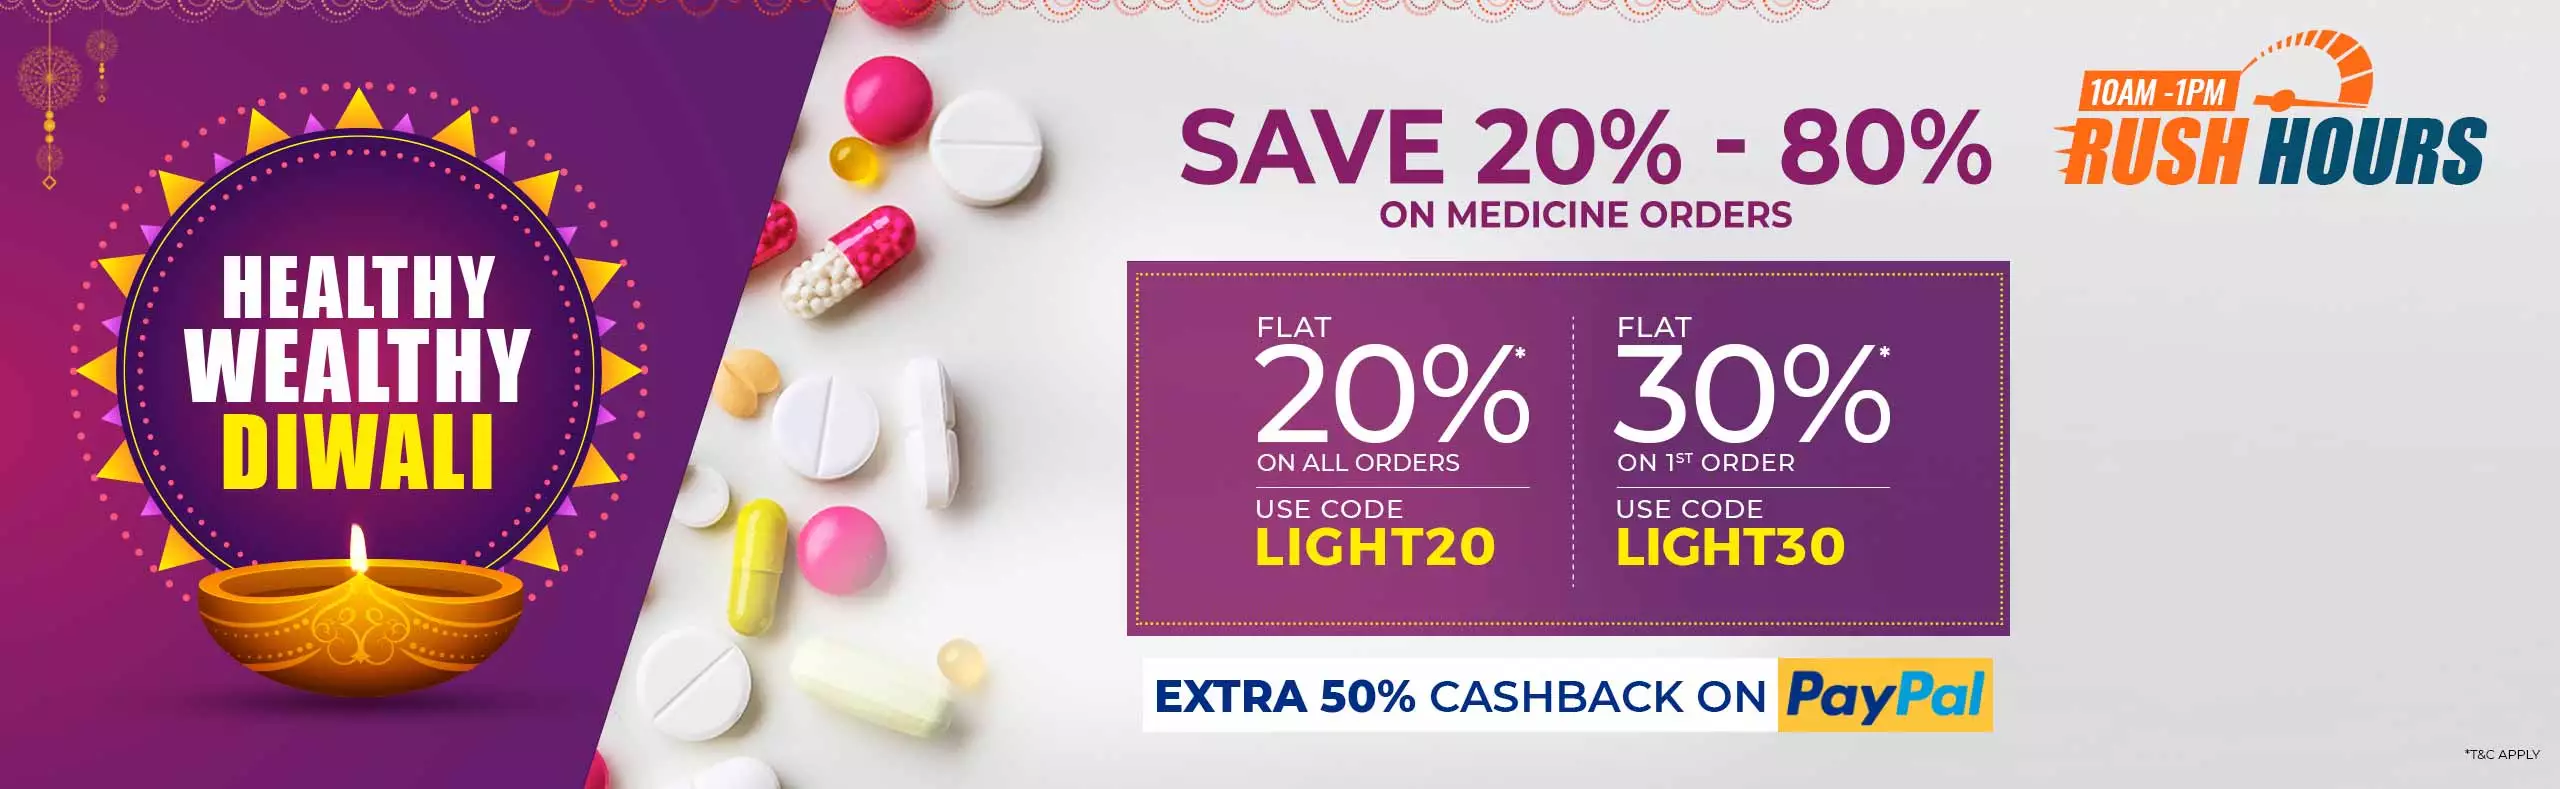 HEALTHY
WEALTHY
DIWALI
SAVE 20% - 80%
ON MEDICINE ORDERS
FLAT
20%*
ON ALL ORDERS
USE CODE
LIGHT20
FLAT
30%*
ON 1ST ORDER
USE CODE
LIGHT30
EXTRA 50% CASHBACK ON PayPal
10AM -1PM
RUSH HOURS
*T&C APPLY